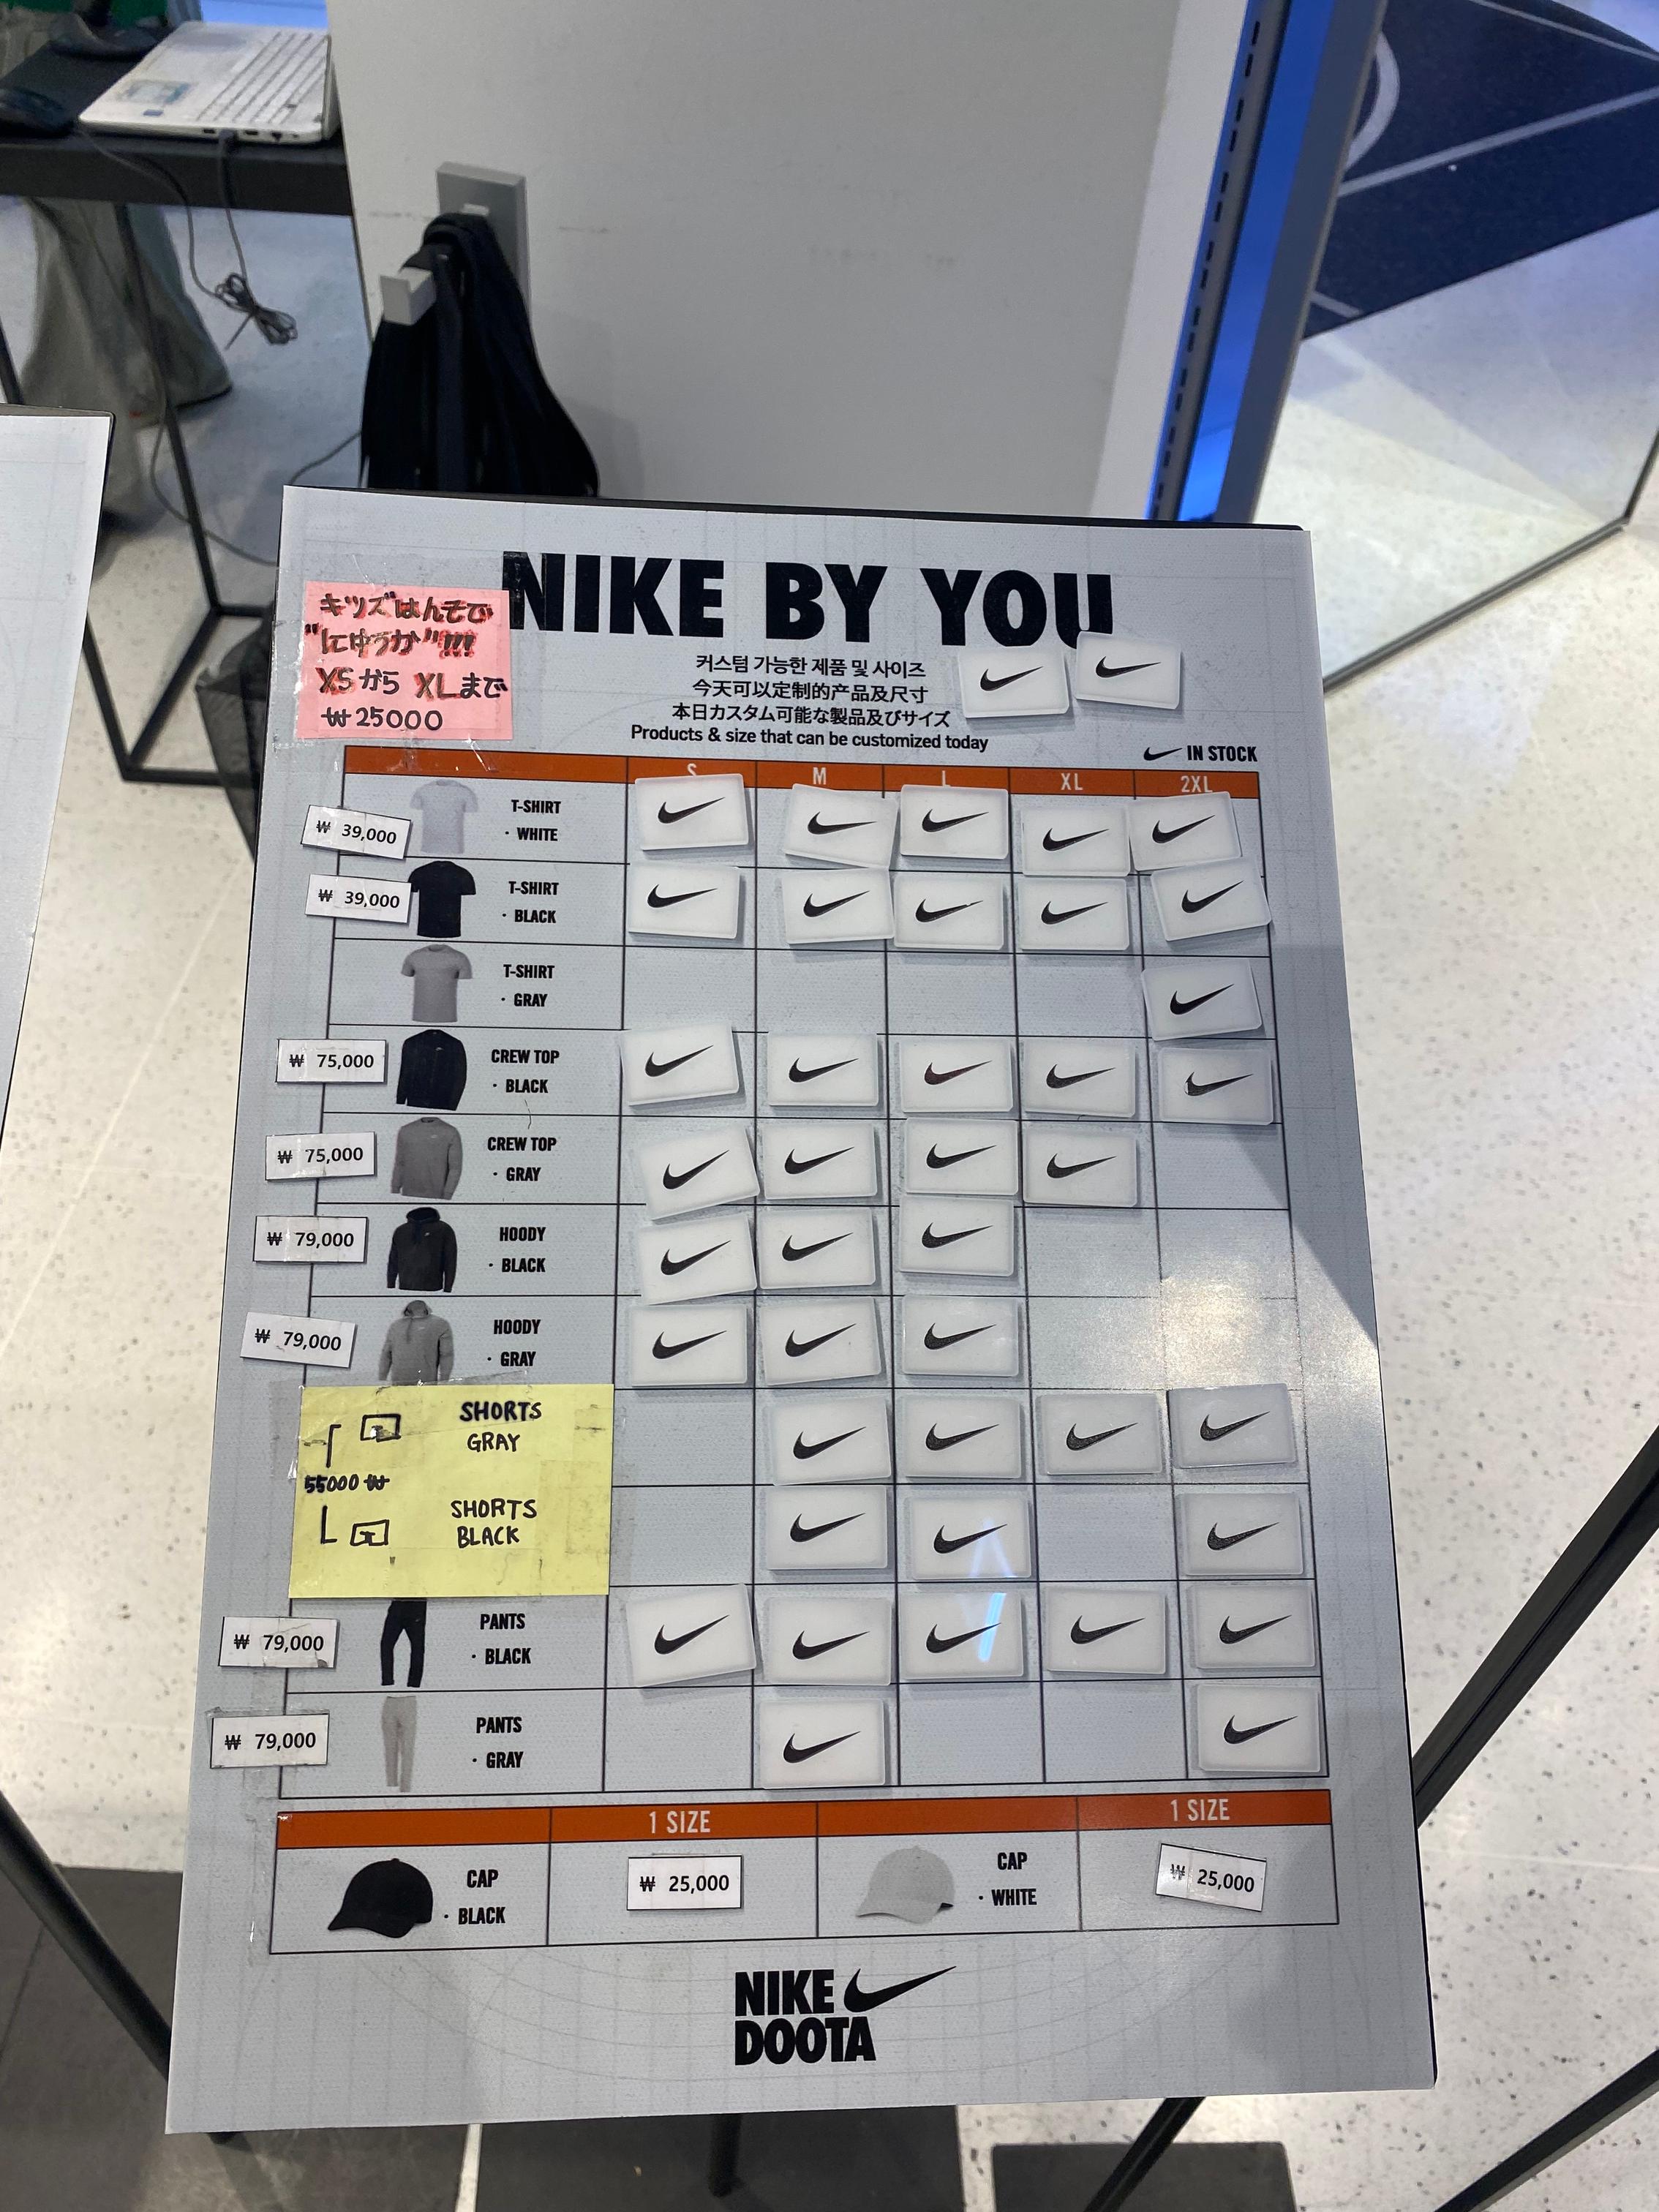 NIKE BY YOU
キッズはんそで
"にゅうか"!!!
XSから XLまで
₩25000
커스텀 가능한 제품 및 사이즈
今天可以定制的产品及尺寸
本日カスタム可能な製品及びサイズ
Products & size that can be customized today
IN STOCK
S M L XL 2XL
₩ 39,000 T-SHIRT
· WHITE
₩ 39,000 T-SHIRT
· BLACK
T-SHIRT
· GRAY
₩ 75,000 CREW TOP
· BLACK
₩ 75,000 CREW TOP
· GRAY
₩ 79,000 HOODY
· BLACK
₩ 79,000 HOODY
· GRAY
SHORTS
GRAY
55000 ₩
SHORTS
BLACK
₩ 79,000 PANTS
· BLACK
₩ 79,000 PANTS
· GRAY
1 SIZE 1 SIZE
CAP
· BLACK
₩ 25,000
CAP
· WHITE
₩ 25,000
NIKE
DOOTA